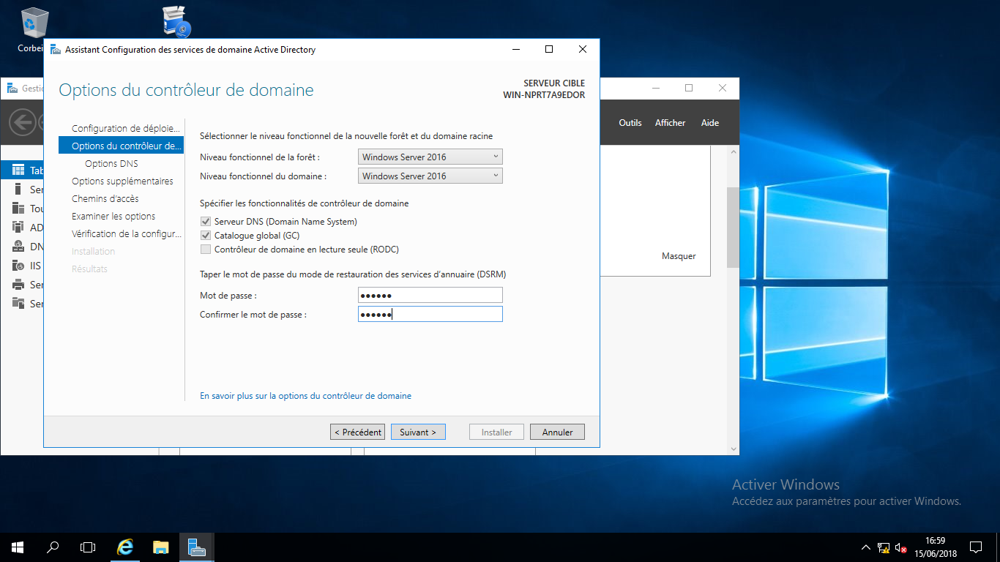 Corbei
Assistant Configuration des services de domaine Active Directory
Gestic
Options du contrôleur de domaine
SERVEUR CIBLE
WIN-NPRT7A9EDOR
Outils Afficher Aide
Configuration de déploie...
Options du contrôleur de...
Options DNS
Options supplémentaires
Chemins d'accès
Examiner les options
Vérification de la configur...
Installation
Résultats
Sélectionner le niveau fonctionnel de la nouvelle forêt et du domaine racine
Niveau fonctionnel de la forêt : Windows Server 2016
Niveau fonctionnel du domaine : Windows Server 2016
Spécifier les fonctionnalités de contrôleur de domaine
Serveur DNS (Domain Name System)
Catalogue global (GC)
Contrôleur de domaine en lecture seule (RODC)
Taper le mot de passe du mode de restauration des services d'annuaire (DSRM)
Mot de passe : ●●●●●●
Confirmer le mot de passe : ●●●●●●
En savoir plus sur la options du contrôleur de domaine
< Précédent Suivant > Installer Annuler
Tab
Ser
Tou
AD
DN
IIS
Ser
Ser
Masquer
Activer Windows
Accédez aux paramètres pour activer Windows.
16:59
15/06/2018